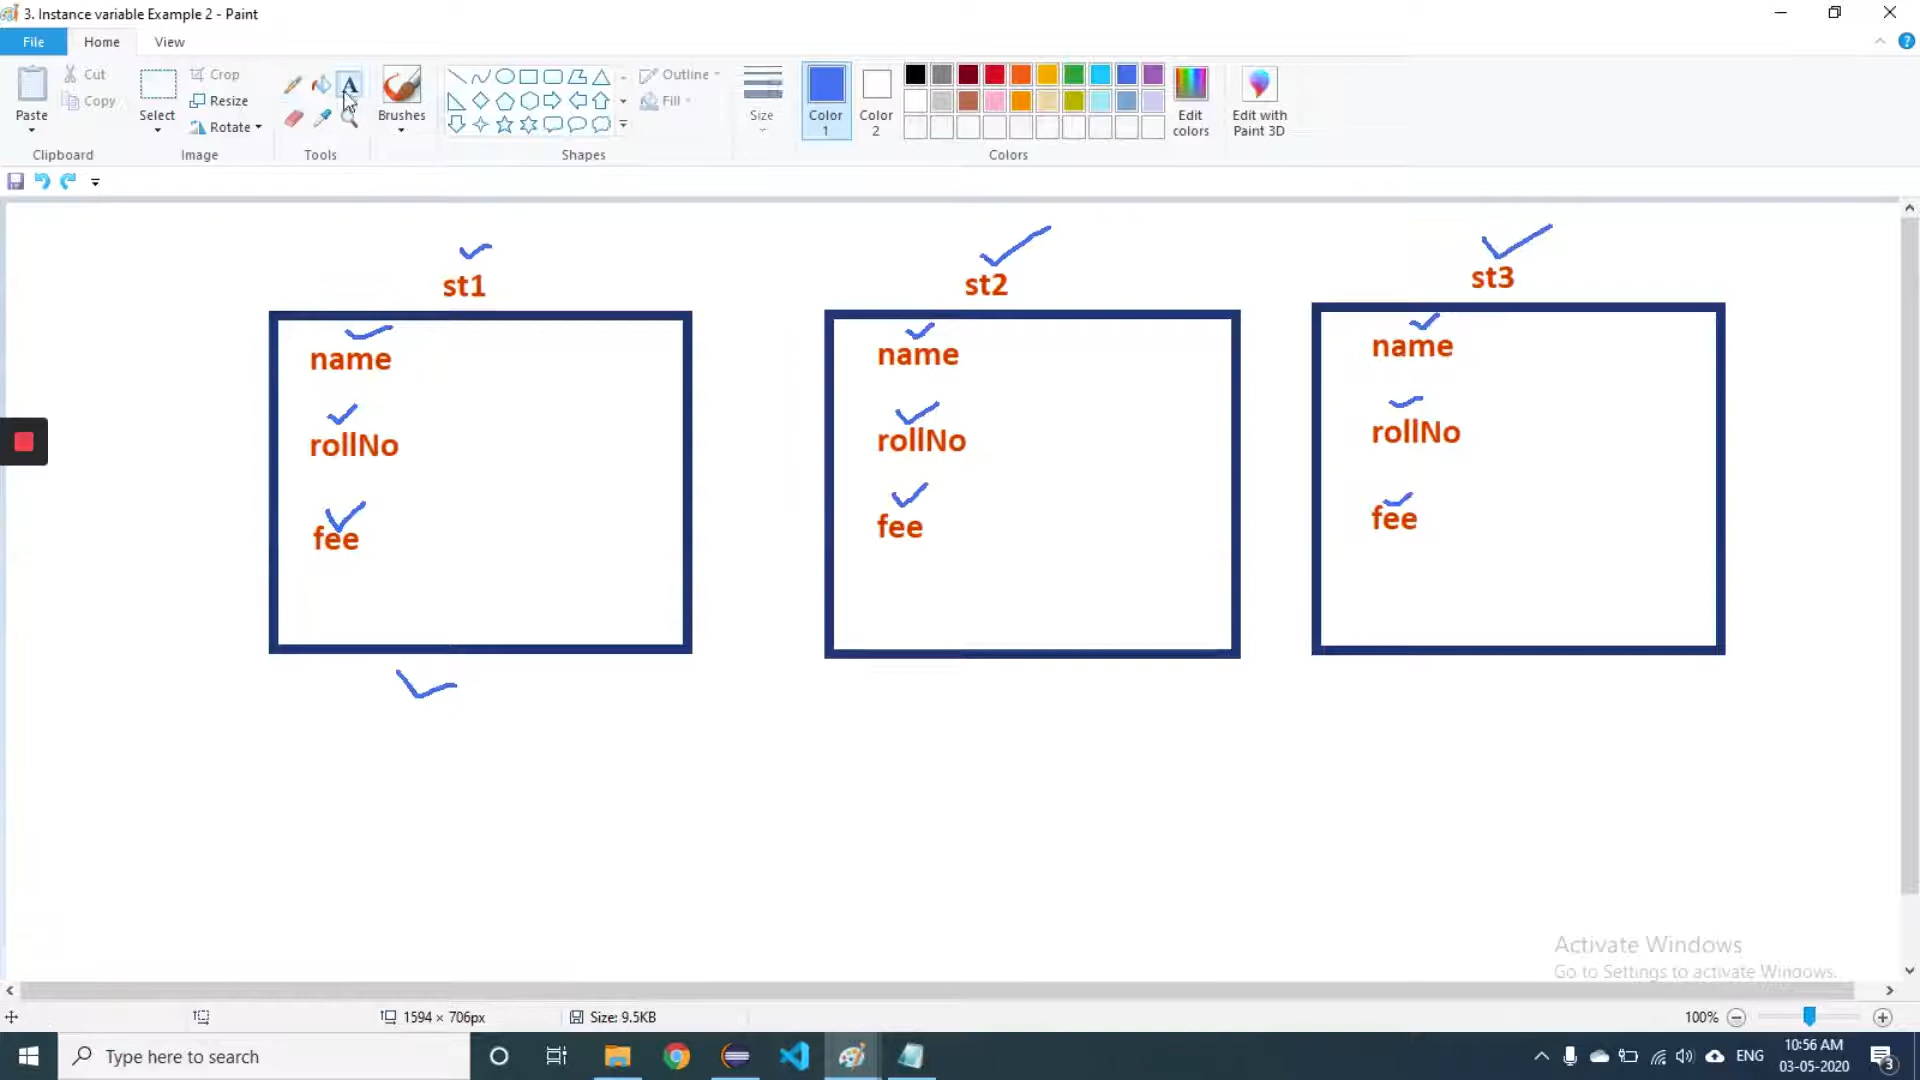 3. Instance variable Example 2 - Paint
File Home View
Paste Cut Copy Select Crop Resize Rotate A Brushes Outline Fill Size Color 1 Color 2 Edit colors Edit with Paint 3D
Clipboard Image Tools Shapes Colors
st1 st2 st3
name name name
rollNo rollNo rollNo
fee fee fee
Activate Windows
Go to Settings to activate Windows.
1594 × 706px Size: 9.5KB 100%
Type here to search ENG 10:56 AM 3
03-05-2020